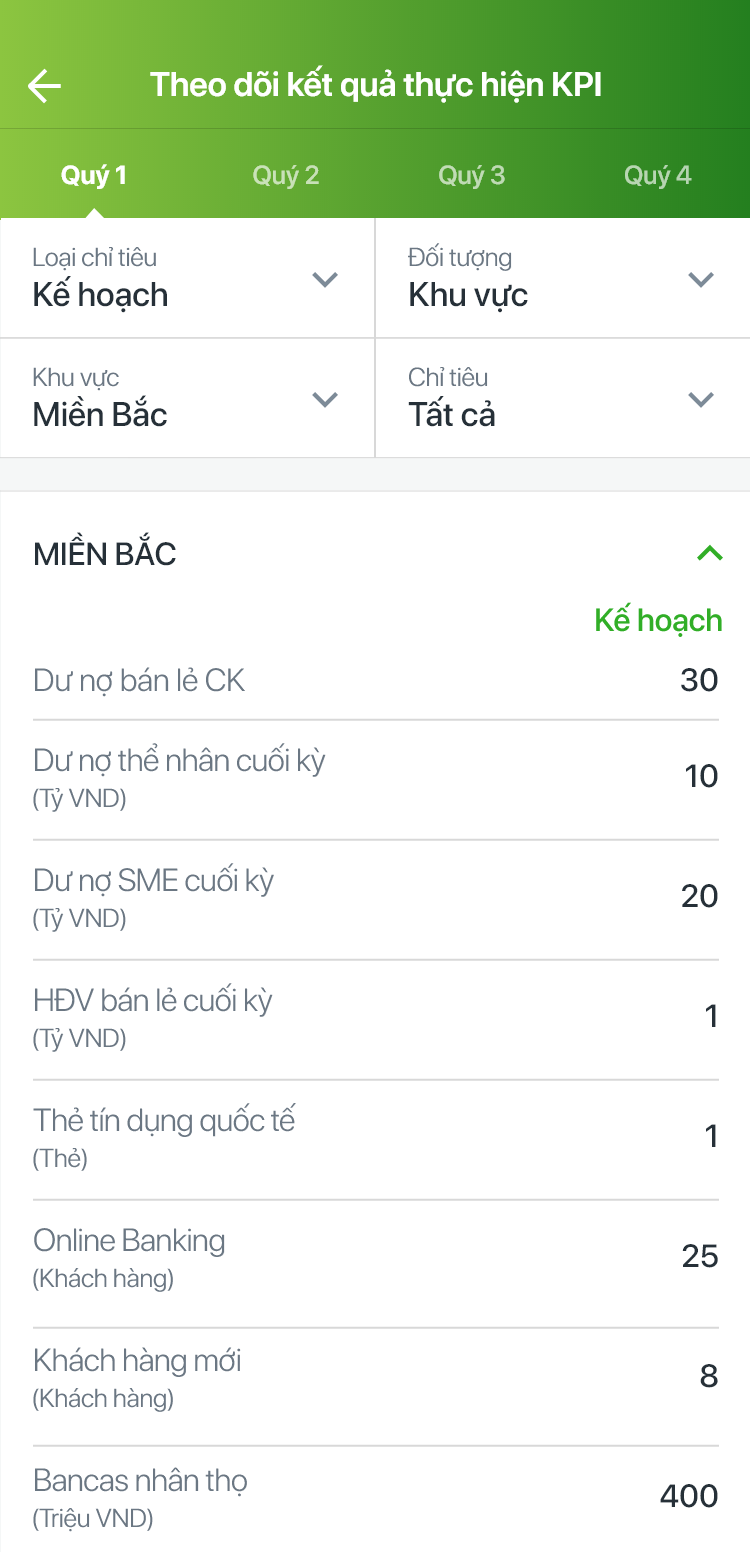 Theo dõi kết quả thực hiện KPI
Quý 1 Quý 2 Quý 3 Quý 4
Loại chỉ tiêu
Kế hoạch
Đối tượng
Khu vực
Khu vực
Miền Bắc
Chỉ tiêu
Tất cả
MIỀN BẮC
Kế hoạch
Dư nợ bán lẻ CK 30
Dư nợ thể nhân cuối kỳ
(Tỷ VND)
10
Dư nợ SME cuối kỳ
(Tỷ VND)
20
HĐV bán lẻ cuối kỳ
(Tỷ VND)
1
Thẻ tín dụng quốc tế
(Thẻ)
1
Online Banking
(Khách hàng)
25
Khách hàng mới
(Khách hàng)
8
Bancas nhân thọ
(Triệu VND)
400